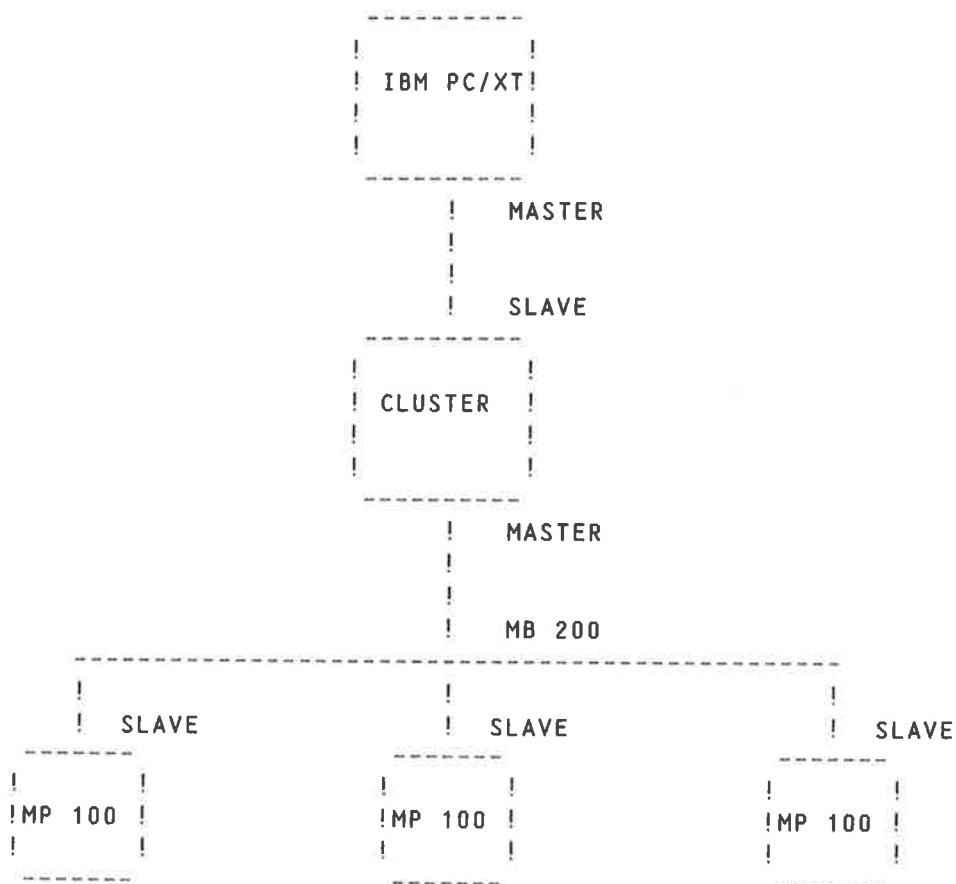 IBM PC/XT
MASTER
SLAVE
CLUSTER
MASTER
MB 200
SLAVE SLAVE SLAVE
MP 100 MP 100 MP 100